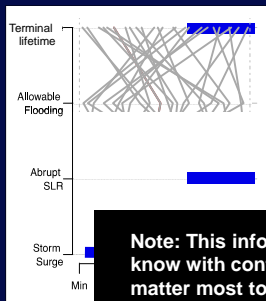 Terminal
lifetime
Allowable
Flooding
Abrupt
SLR
Storm
Surge
Min
Note: This info
know with con
matter most to